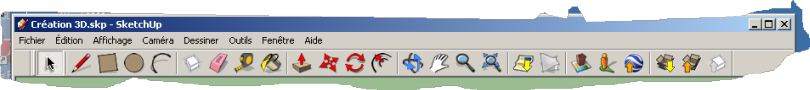 Création 3D.skp - SketchUp
Fichier Édition Affichage Caméra Dessiner Outils Fenêtre Aide